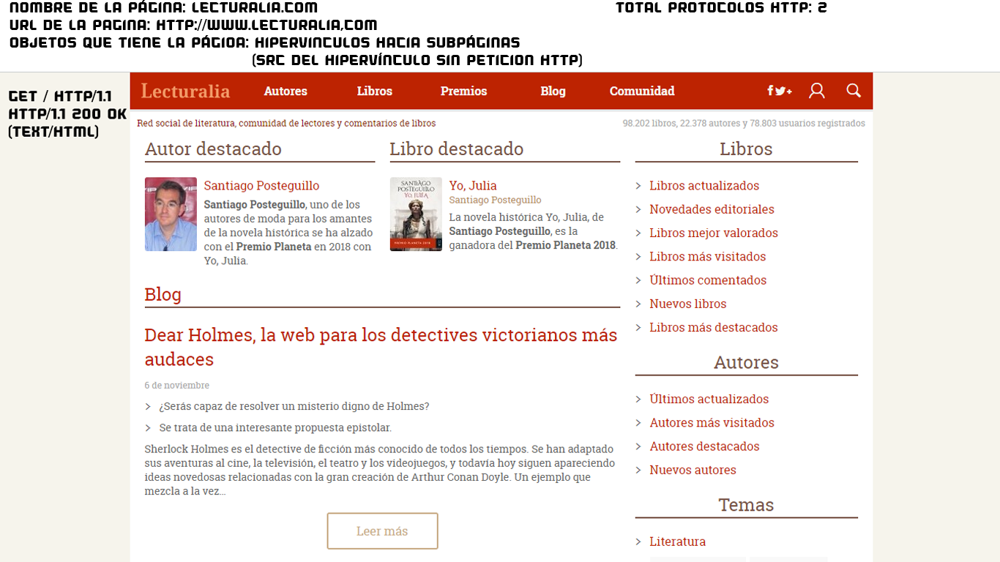 NOMBRE DE LA PÁGINA: LECTURALIA.COM
TOTAL PROTOCOLOS HTTP: 2
URL DE LA PAGINA: HTTP://WWW.LECTURALIA,COM
OBJETOS QUE TIENE LA PÁGIOA: HIPERVINCULOS HACIA SUBPÁGINAS
(SRC DEL HIPERVÍNCULO SIN PETICION HTTP)
GET / HTTP/1.1
HTTP/1.1 200 OK
(TEXT/HTML)
Lecturalia Autores Libros Premios Blog Comunidad
Red social de literatura, comunidad de lectores y comentarios de libros
98.202 libros, 22.378 autores y 78.803 usuarios registrados
Autor destacado
Santiago Posteguillo
Santiago Posteguillo, uno de los
autores de moda para los amantes
de la novela histórica se ha alzado
con el Premio Planeta en 2018 con
Yo, Julia.
Libro destacado
SANTIAGO
POSTEGUILLO
YO, JULIA
PREMIO PLANETA 2018
Yo, Julia
Santiago Posteguillo
La novela histórica Yo, Julia, de
Santiago Posteguillo, es la
ganadora del Premio Planeta 2018.
Blog
Dear Holmes, la web para los detectives victorianos más
audaces
6 de noviembre
¿Serás capaz de resolver un misterio digno de Holmes?
Se trata de una interesante propuesta epistolar.
Sherlock Holmes es el detective de ficción más conocido de todos los tiempos. Se han adaptado
sus aventuras al cine, la televisión, el teatro y los videojuegos, y todavía hoy siguen apareciendo
ideas novedosas relacionadas con la gran creación de Arthur Conan Doyle. Un ejemplo que
mezcla a la vez...
Leer más
Libros
Libros actualizados
Novedades editoriales
Libros mejor valorados
Libros más visitados
Últimos comentados
Nuevos libros
Libros más destacados
Autores
Últimos actualizados
Autores más visitados
Autores destacados
Nuevos autores
Temas
Literatura